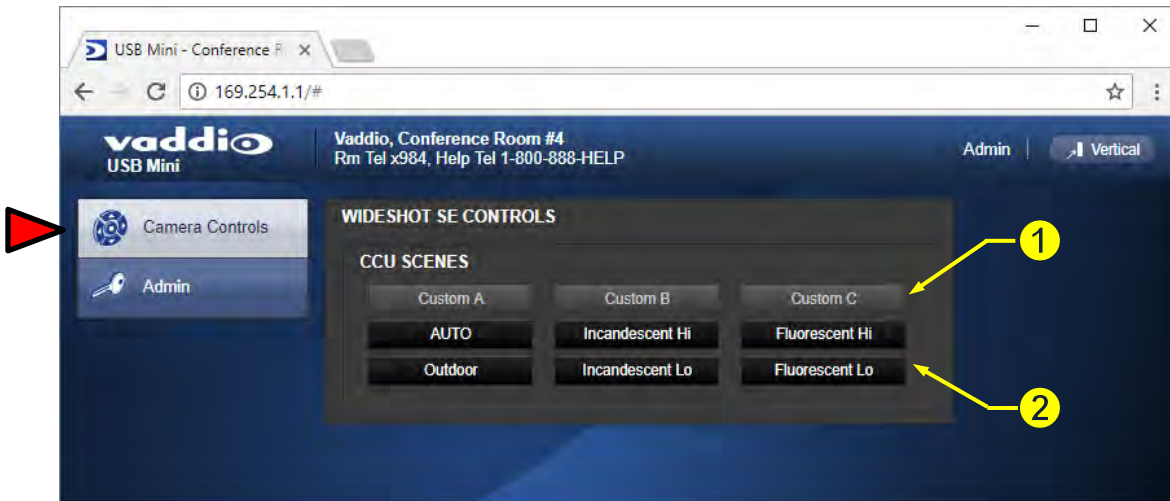 USB Mini - Conference R
169.254.1.1/#
vaddio
USB Mini
Vaddio, Conference Room #4
Rm Tel x984, Help Tel 1-800-888-HELP
Admin
Vertical
Camera Controls
Admin
WIDESHOT SE CONTROLS
CCU SCENES
Custom A
Custom B
Custom C
AUTO
Incandescent Hi
Fluorescent Hi
Outdoor
Incandescent Lo
Fluorescent Lo
1
2